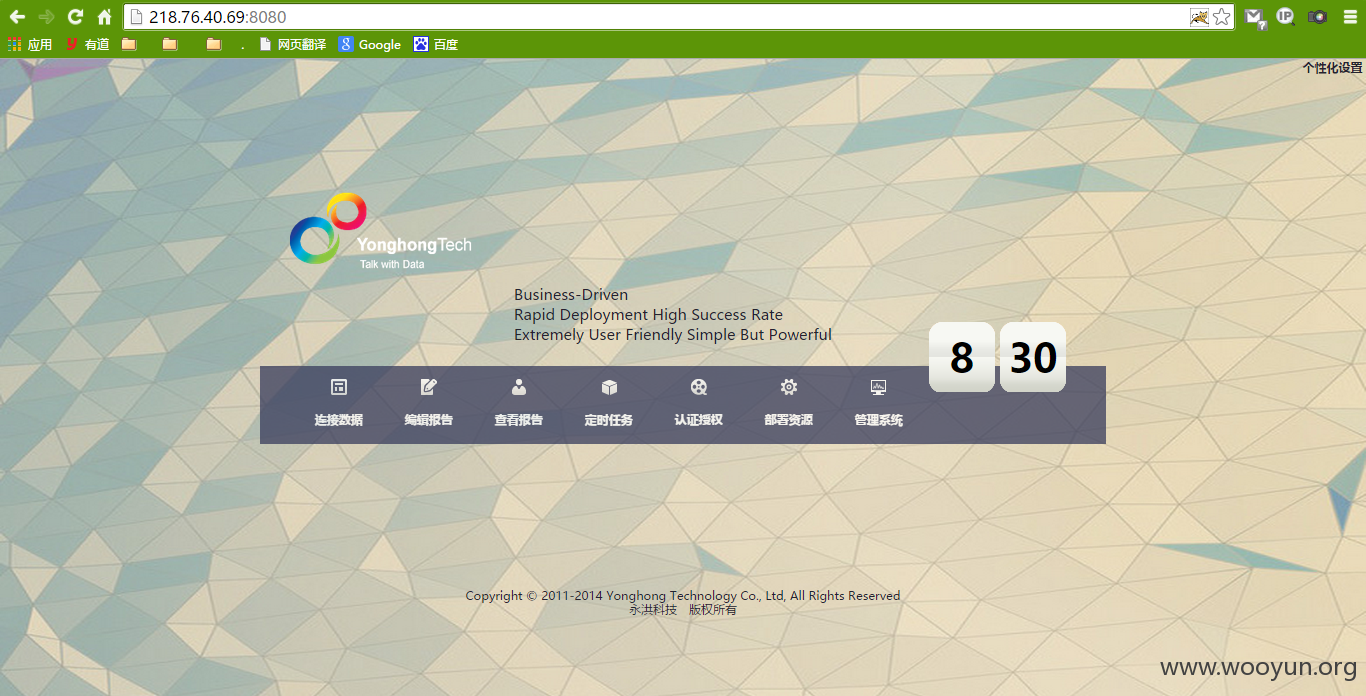 218.76.40.69:8080
应用 有道 . 网页翻译 Google 百度
个性化设置
YonghongTech
Talk with Data
Business-Driven
Rapid Deployment High Success Rate
Extremely User Friendly Simple But Powerful
8 30
连接数据 编辑报告 查看报告 定时任务 认证授权 部署资源 管理系统
Copyright © 2011-2014 Yonghong Technology Co., Ltd, All Rights Reserved
永洪科技 版权所有
www.wooyun.org